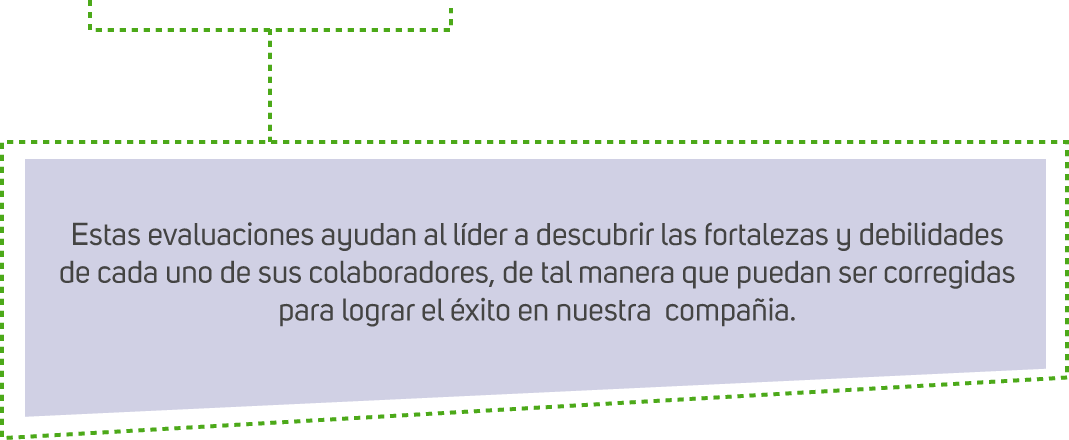 Estas evaluaciones ayudan al líder a descubrir las fortalezas y debilidades
de cada uno de sus colaboradores, de tal manera que puedan ser corregidas
para lograr el éxito en nuestra  compañia.